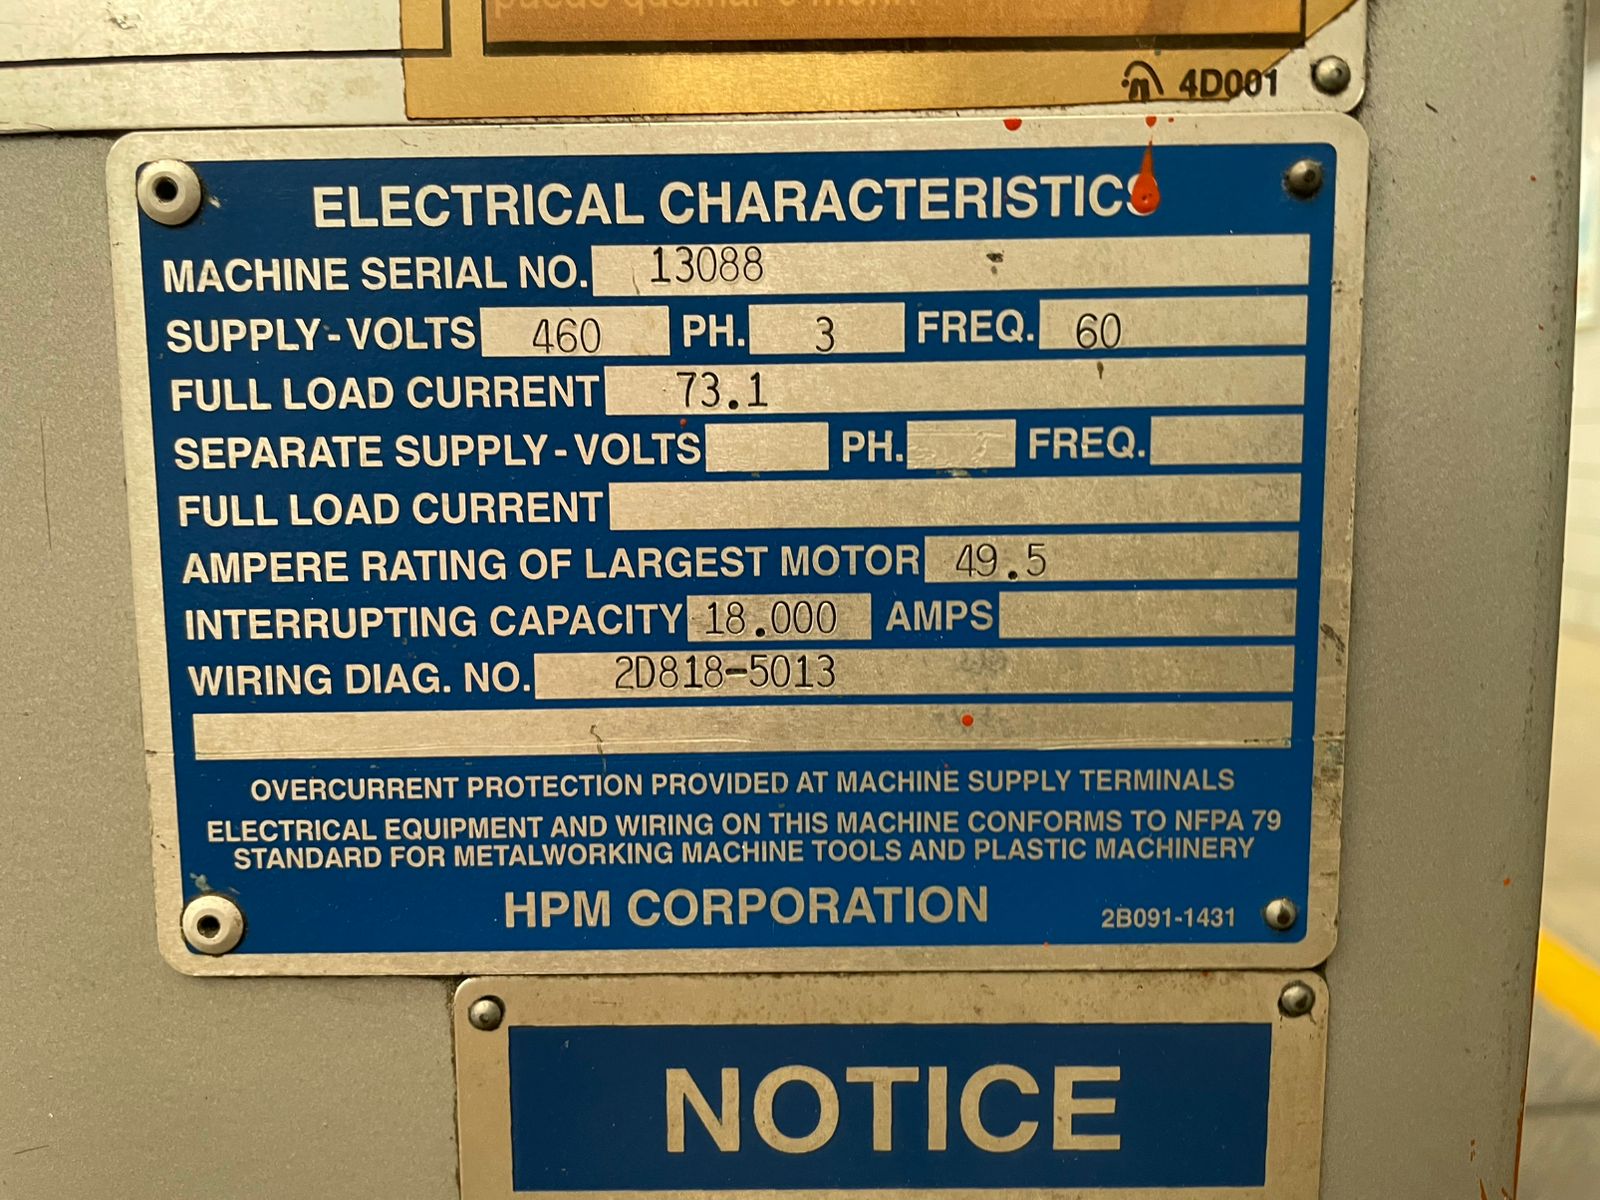 puede quemar o
4D001
ELECTRICAL CHARACTERISTICS
MACHINE SERIAL NO. 13088
SUPPLY-VOLTS 460 PH. 3 FREQ. 60
FULL LOAD CURRENT 73.1
SEPARATE SUPPLY-VOLTS PH. FREQ.
FULL LOAD CURRENT
AMPERE RATING OF LARGEST MOTOR 49.5
INTERRUPTING CAPACITY 18.000 AMPS
WIRING DIAG. NO. 2D818-5013
OVERCURRENT PROTECTION PROVIDED AT MACHINE SUPPLY TERMINALS
ELECTRICAL EQUIPMENT AND WIRING ON THIS MACHINE CONFORMS TO NFPA 79
STANDARD FOR METALWORKING MACHINE TOOLS AND PLASTIC MACHINERY
HPM CORPORATION 2B091-1431
NOTICE